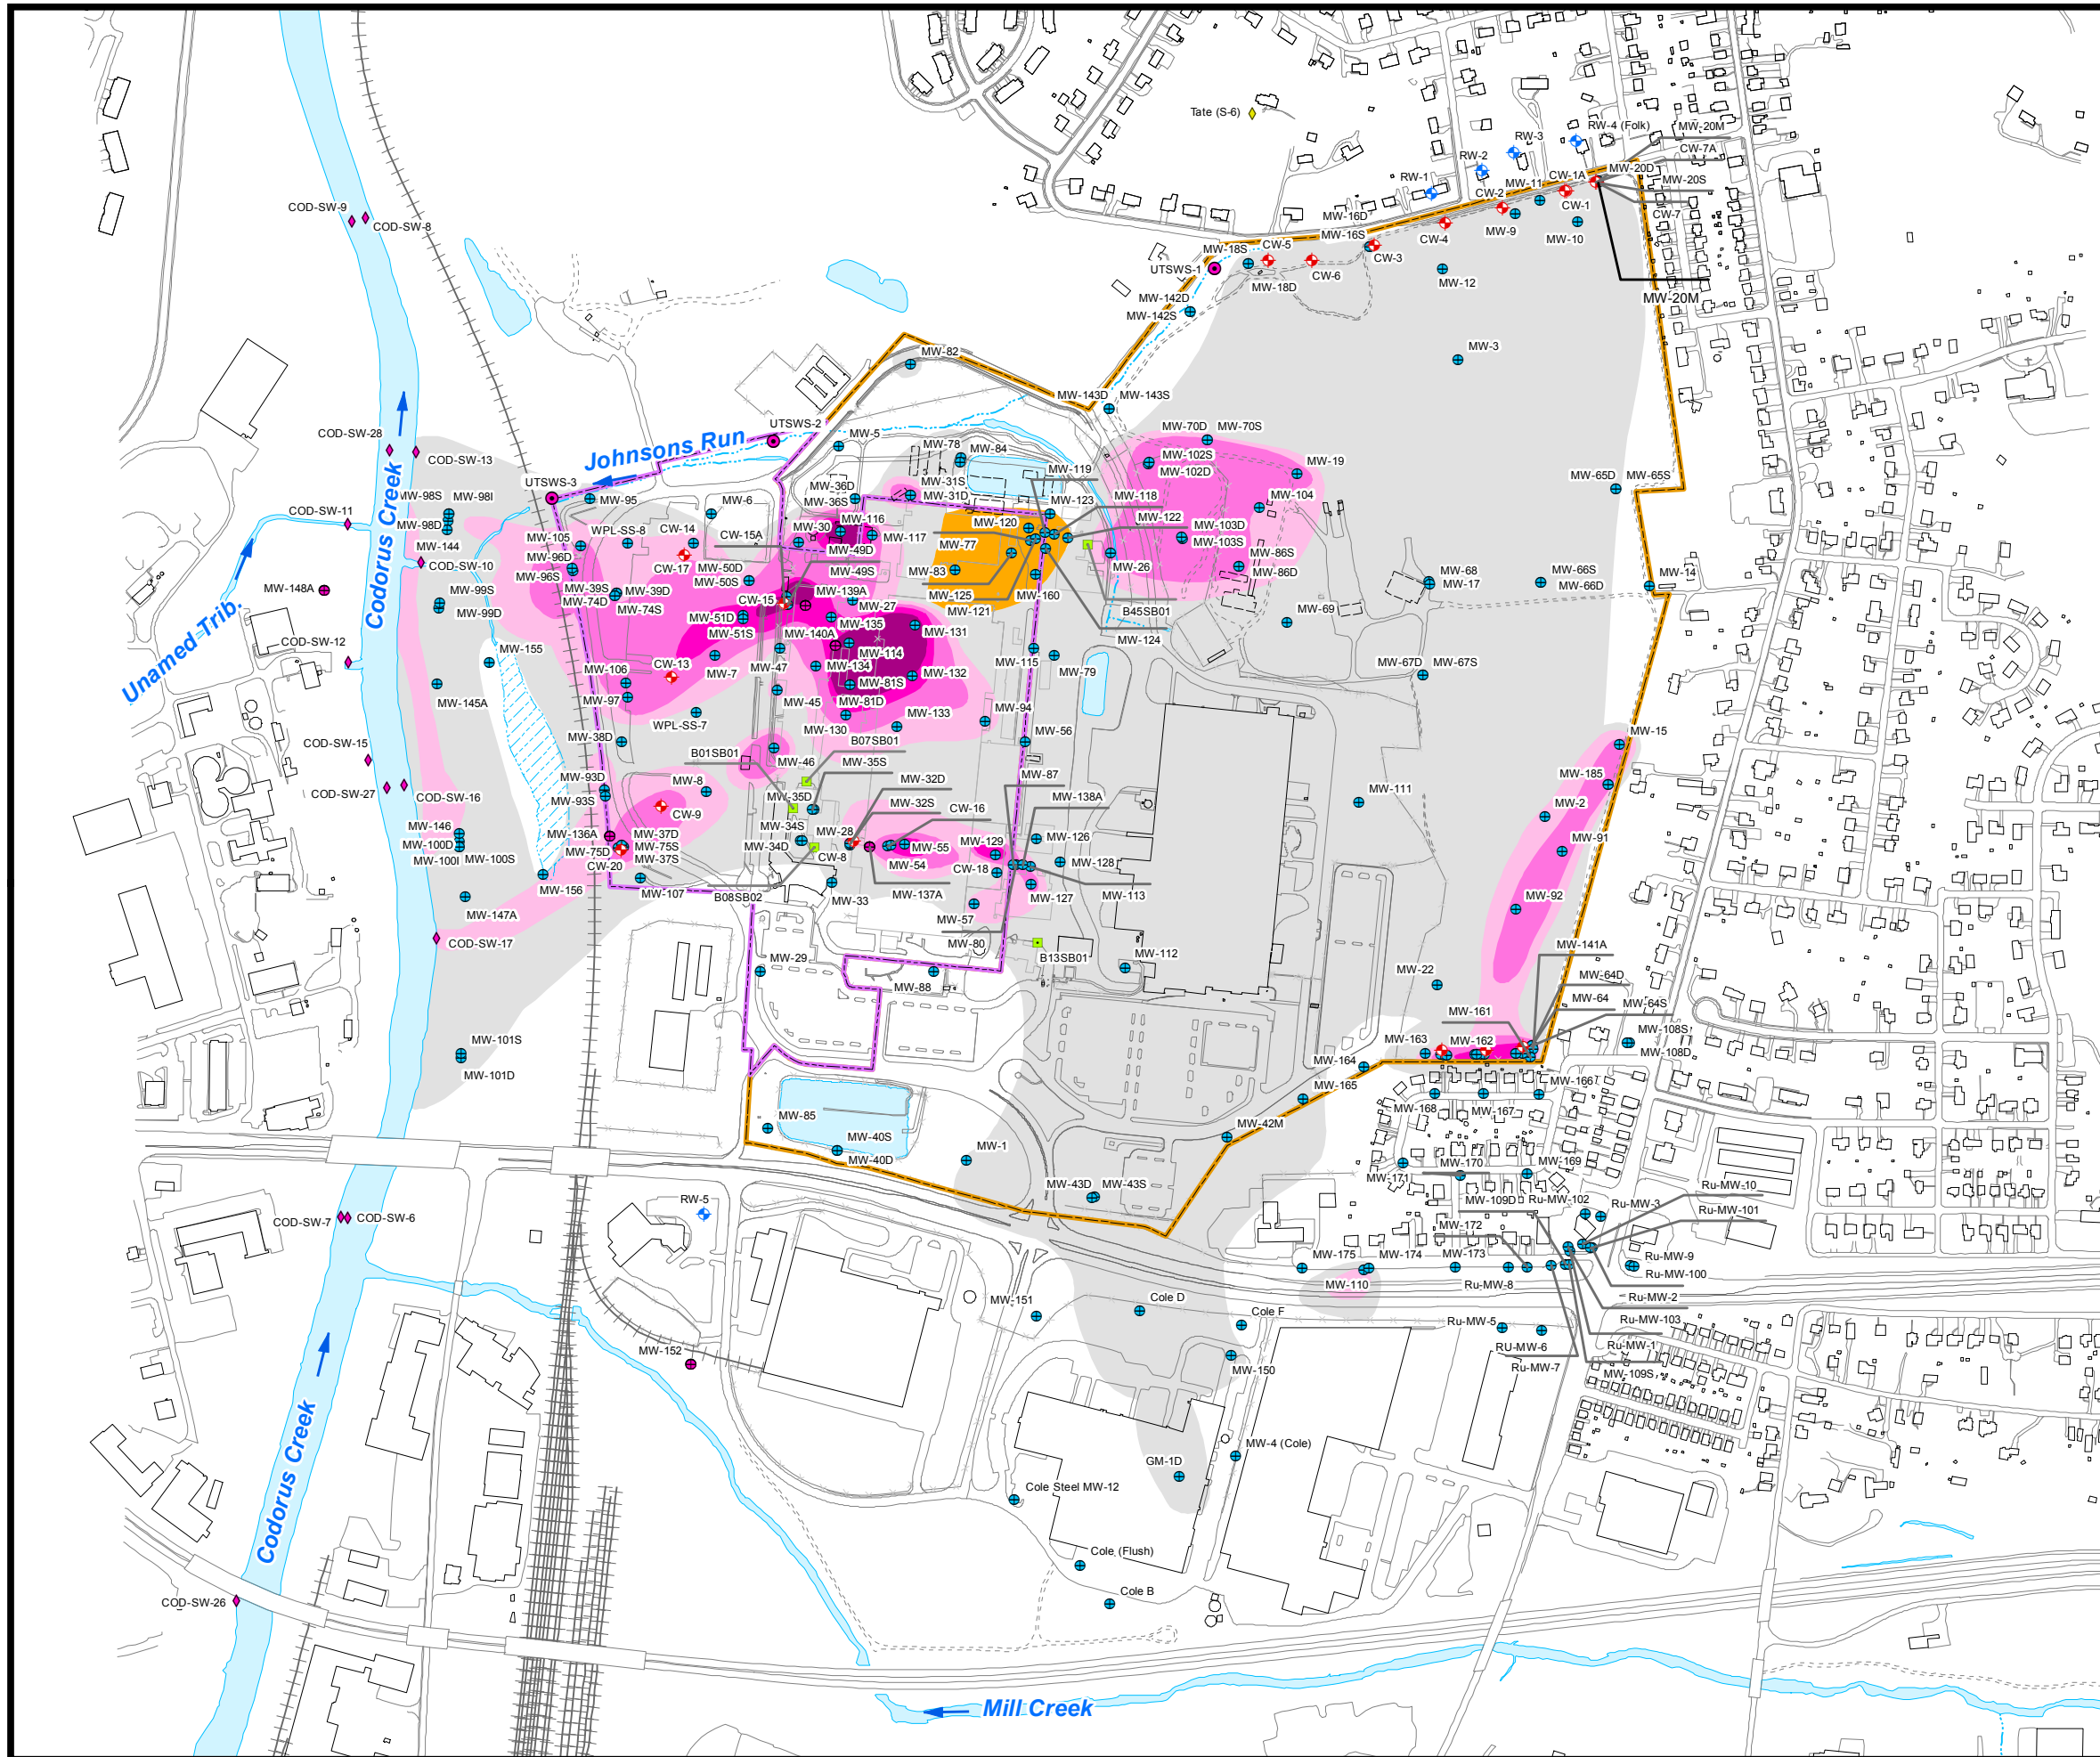 Tate (S-6)
RW-4 (Folk)
MW-20M
RW-3
CW-7A
RW-2
MW-20D
CW-1A
RW-1
MW-11
MW-20S
CW-2
COD-SW-9
COD-SW-8
MW-16D
CW-1
CW-7
MW-9
MW-10
CW-4
MW-16S
MW-18S
CW-5
CW-3
UTSWS-1
CW-6
MW-12
MW-18D
MW-142D
MW-20M
MW-142S
MW-82
MW-3
MW-143D
MW-143S
UTSWS-2
COD-SW-28
Johnsons Run
MW-5
MW-70D
MW-70S
MW-78
MW-84
COD-SW-13
MW-102S
MW-102D
MW-19
MW-119
MW-65D
MW-65S
UTSWS-3
MW-36D
MW-31S
MW-98S
MW-98I
MW-95
MW-6
MW-36S
MW-31D
MW-123
MW-118
MW-104
COD-SW-11
MW-98D
WPL-SS-8
CW-14
CW-15A
MW-30
MW-116
MW-120
MW-122
MW-103D
MW-105
MW-117
MW-144
MW-77
MW-103S
MW-96D
MW-49D
MW-86S
COD-SW-10
CW-17
MW-50D
MW-49S
MW-83
MW-26
MW-86D
MW-68
MW-66S
MW-14
MW-96S
MW-50S
MW-17
MW-66D
MW-148A
MW-99S
MW-39S
MW-39D
MW-139A
MW-125
MW-160
MW-74D
CW-15
MW-99D
MW-74S
MW-27
MW-121
B45SB01
MW-69
Codorus Creek
MW-51D
MW-135
Unamed Trib.
MW-51S
MW-140A
MW-131
MW-124
COD-SW-12
MW-155
MW-114
MW-115
MW-106
CW-13
MW-7
MW-47
MW-134
MW-132
MW-79
MW-67D
MW-67S
MW-81S
MW-97
MW-145A
MW-45
MW-81D
MW-133
MW-94
WPL-SS-7
MW-130
COD-SW-15
MW-38D
B01SB01
B07SB01
MW-56
MW-15
MW-46
MW-35S
MW-93D
MW-8
MW-32D
MW-87
MW-185
COD-SW-27
COD-SW-16
MW-93S
MW-35D
MW-32S
CW-16
MW-138A
MW-111
MW-2
CW-9
MW-146
MW-136A
MW-37D
MW-34S
MW-28
MW-129
MW-126
MW-91
MW-100D
MW-75D
MW-75S
MW-34D
MW-55
MW-100I
MW-100S
CW-20
MW-37S
CW-8
MW-54
CW-18
MW-128
MW-156
MW-107
B08SB02
MW-33
MW-137A
MW-127
MW-113
MW-92
MW-147A
MW-57
COD-SW-17
MW-80
B13SB01
MW-141A
MW-29
MW-88
MW-112
MW-22
MW-64D
MW-64
MW-161
MW-64S
MW-101S
MW-163
MW-162
MW-108S
MW-164
MW-108D
MW-101D
MW-165
MW-166
MW-168
MW-167
MW-85
MW-42M
MW-40S
MW-1
MW-40D
MW-170
MW-169
MW-171
MW-43D
MW-43S
Ru-MW-10
MW-109D
Ru-MW-102
Ru-MW-3
RW-5
Ru-MW-101
COD-SW-7
COD-SW-6
MW-172
MW-175
MW-174
MW-173
Ru-MW-9
MW-110
Ru-MW-8
Ru-MW-100
Ru-MW-2
MW-151
Cole D
Cole F
Ru-MW-5
Ru-MW-103
MW-152
RU-MW-6
Ru-MW-1
MW-150
Ru-MW-7
MW-109S
Codorus Creek
MW-4 (Cole)
GM-1D
Cole Steel MW-12
Cole (Flush)
Cole B
COD-SW-26
Mill Creek